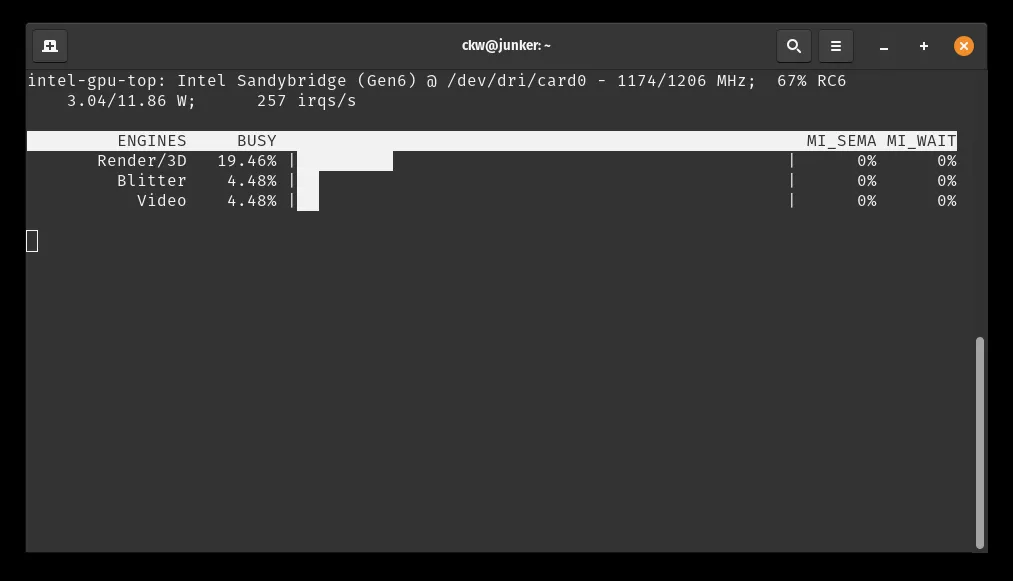 ckw@junker: ~
intel-gpu-top: Intel Sandybridge (Gen6) @ /dev/dri/card0 - 1174/1206 MHz;  67% RC6
    3.04/11.86 W;      257 irqs/s
ENGINES     BUSY     MI_SEMA MI_WAIT
Render/3D   19.46% |     |      0%      0%
Blitter    4.48% |     |      0%      0%
Video    4.48% |     |      0%      0%